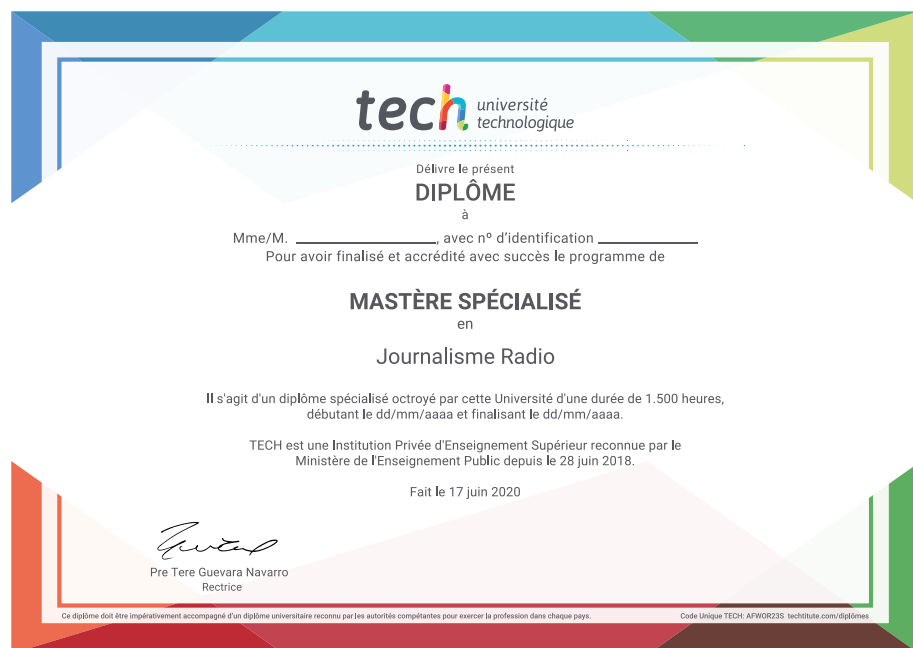 tech université
technologique
Délivre le présent
DIPLÔME
à
Mme/M. ____________________, avec nº d'identification ______________
Pour avoir finalisé et accrédité avec succès le programme de
MASTÈRE SPÉCIALISÉ
en
Journalisme Radio
Il s'agit d'un diplôme spécialisé octroyé par cette Université d'une durée de 1.500 heures,
débutant le dd/mm/aaaa et finalisant le dd/mm/aaaa.
TECH est une Institution Privée d'Enseignement Supérieur reconnue par le
Ministère de l'Enseignement Public depuis le 28 juin 2018.
Fait le 17 juin 2020
Pre Tere Guevara Navarro
Rectrice
Ce diplôme doit être impérativement accompagné d'un diplôme universitaire reconnu par les autorités compétantes pour exercer la profession dans chaque pays.
Code Unique TECH: AFWOR23S techtitute.com/diplômes